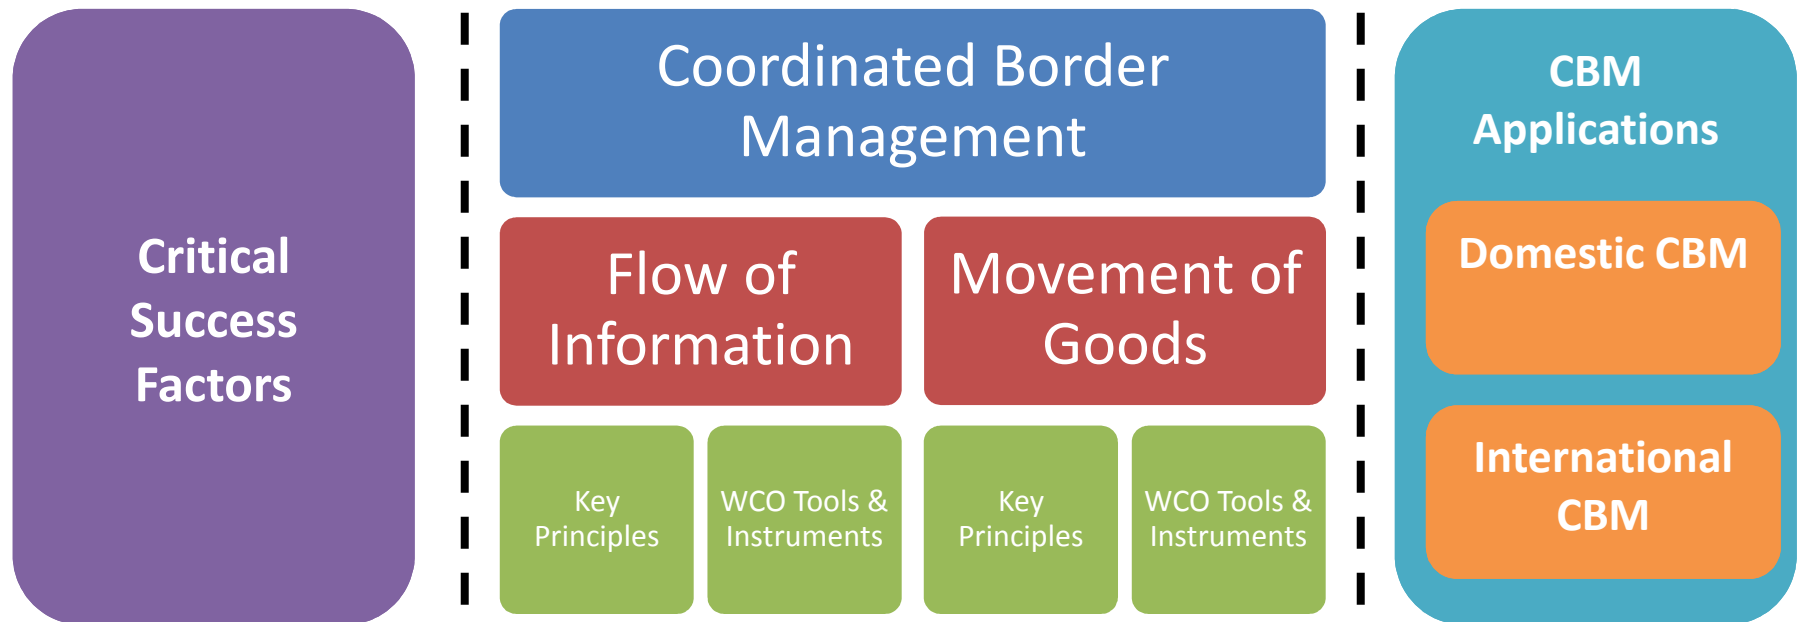 Critical
Success
Factors
Coordinated Border
Management
Flow of
Information
Movement of
Goods
Key
Principles
WCO Tools &
Instruments
Key
Principles
WCO Tools &
Instruments
CBM
Applications
Domestic CBM
International
CBM